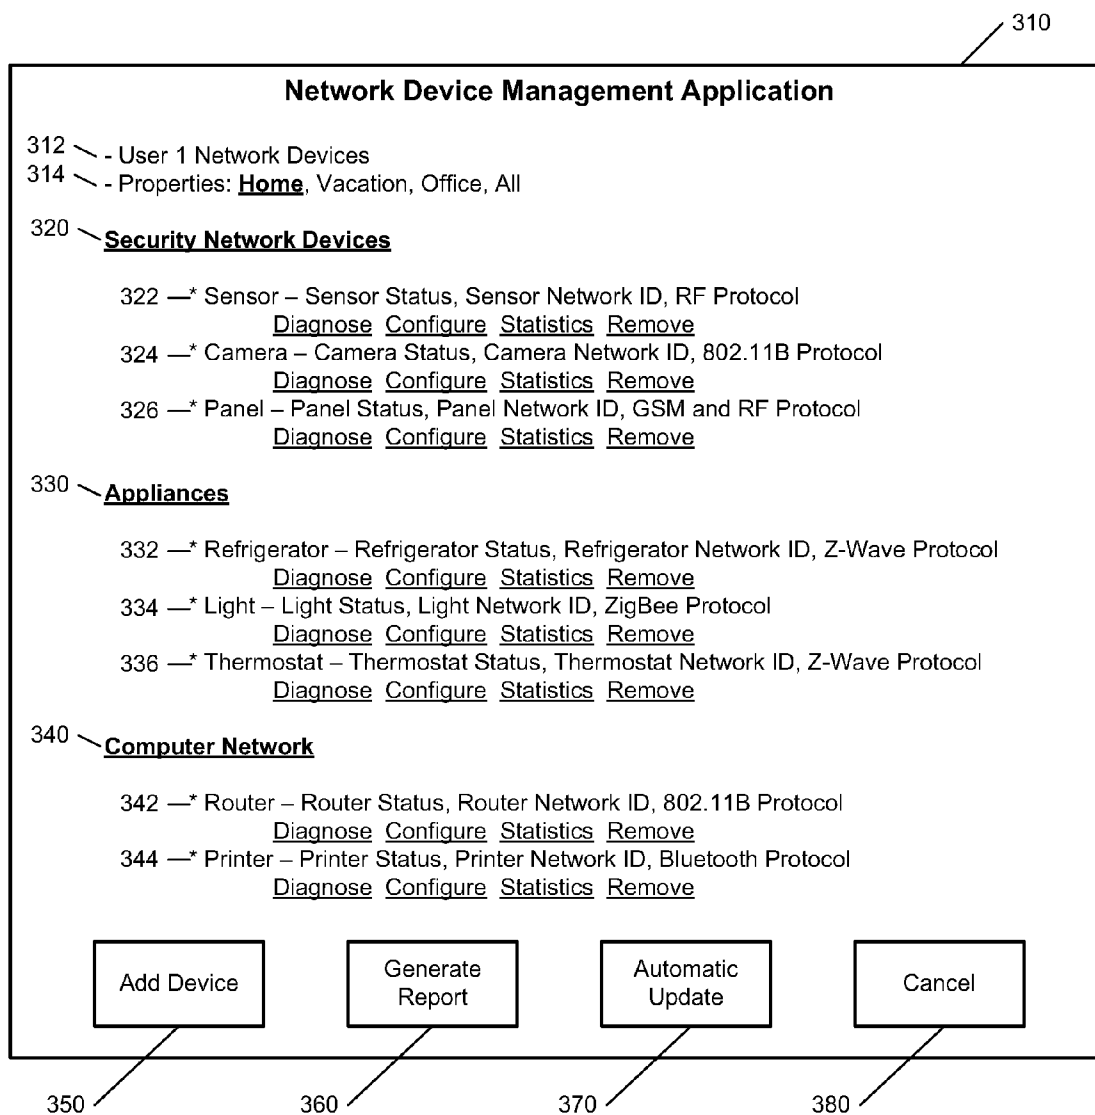 310
Network Device Management Application
312 - User 1 Network Devices
314 - Properties: Home, Vacation, Office, All
320 Security Network Devices
322 —* Sensor – Sensor Status, Sensor Network ID, RF Protocol
Diagnose Configure Statistics Remove
324 —* Camera – Camera Status, Camera Network ID, 802.11B Protocol
Diagnose Configure Statistics Remove
326 —* Panel – Panel Status, Panel Network ID, GSM and RF Protocol
Diagnose Configure Statistics Remove
330 Appliances
332 —* Refrigerator – Refrigerator Status, Refrigerator Network ID, Z-Wave Protocol
Diagnose Configure Statistics Remove
334 —* Light – Light Status, Light Network ID, ZigBee Protocol
Diagnose Configure Statistics Remove
336 —* Thermostat – Thermostat Status, Thermostat Network ID, Z-Wave Protocol
Diagnose Configure Statistics Remove
340 Computer Network
342 —* Router – Router Status, Router Network ID, 802.11B Protocol
Diagnose Configure Statistics Remove
344 —* Printer – Printer Status, Printer Network ID, Bluetooth Protocol
Diagnose Configure Statistics Remove
Add Device
Generate
Report
Automatic
Update
Cancel
350 360 370 380